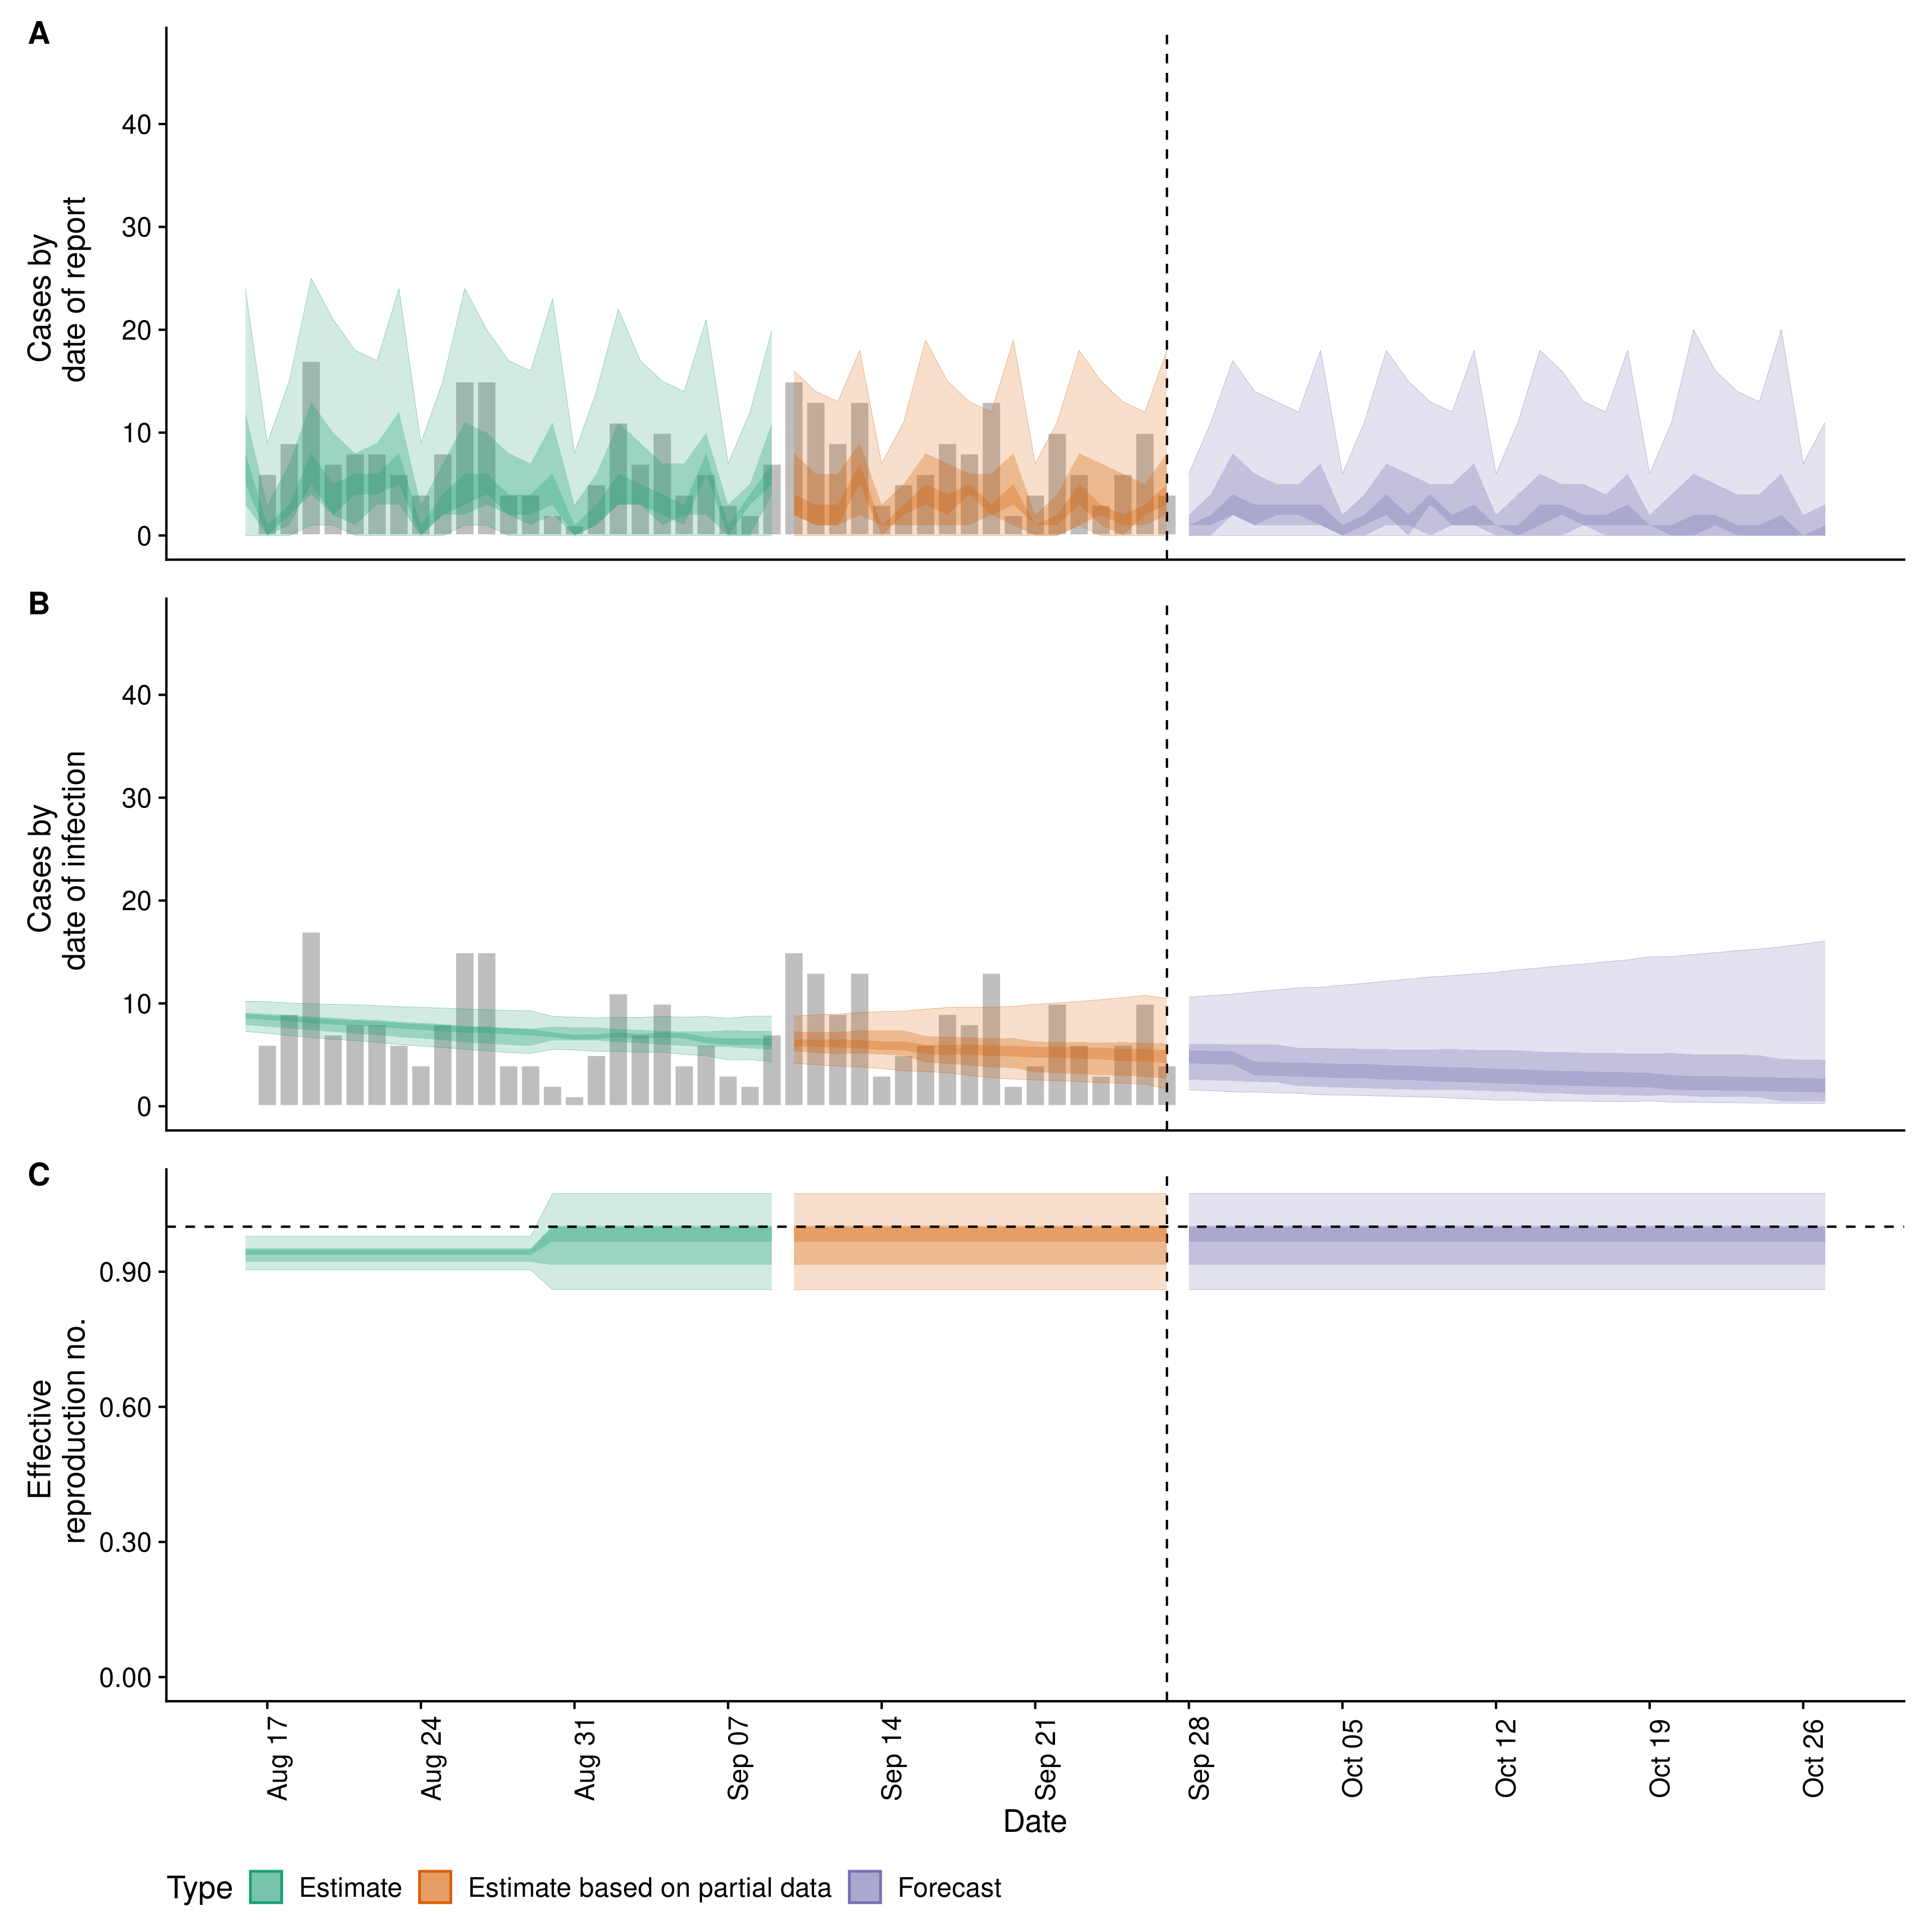 A
Cases by
date of report
40
30
20
10
0
B
Cases by
date of infection
40
30
20
10
0
C
Effective
reproduction no.
0.90
0.60
0.30
0.00
Aug 17
Aug 24
Aug 31
Sep 07
Sep 14
Sep 21
Sep 28
Oct 05
Oct 12
Oct 19
Oct 26
Date
Type Estimate Estimate based on partial data Forecast